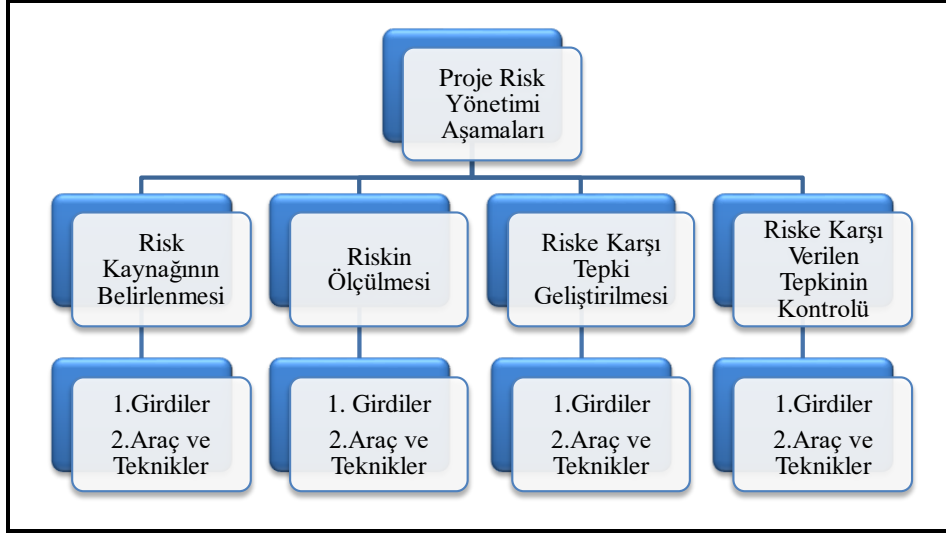 Proje Risk
Yönetimi
Aşamaları
Risk
Kaynağının
Belirlenmesi
Riskin
Ölçülmesi
Riske Karşı
Tepki
Geliştirilmesi
Riske Karşı
Verilen
Tepkinin
Kontrolü
1.Girdiler
2.Araç ve
Teknikler
1. Girdiler
2.Araç ve
Teknikler
1.Girdiler
2.Araç ve
Teknikler
1.Girdiler
2.Araç ve
Teknikler